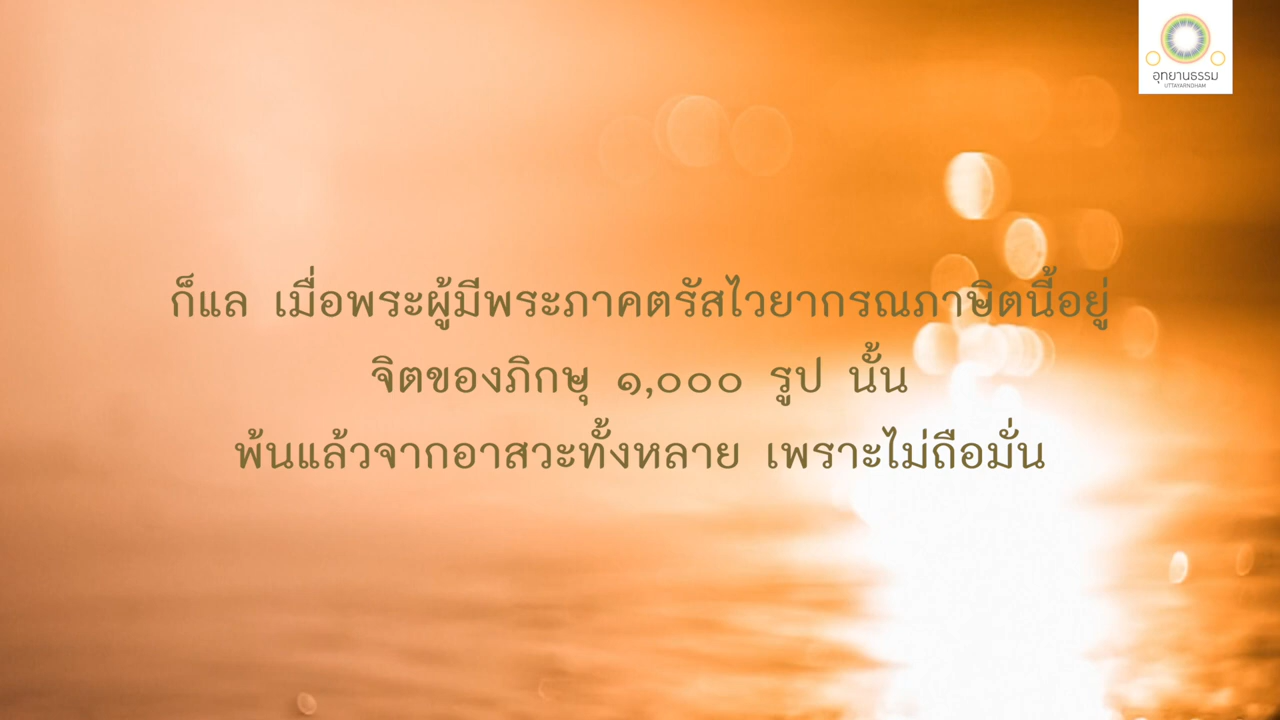 อุทยานธรรม
UTTAYARNDHAM
ก็แล เมื่อพระผู้มีพระภาคตรัสไวยากรณภาษิตนี้อยู่
จิตของภิกษุ ๑,๐๐๐ รูป นั้น
พ้นแล้วจากอาสวะทั้งหลาย เพราะไม่ถือมั่น